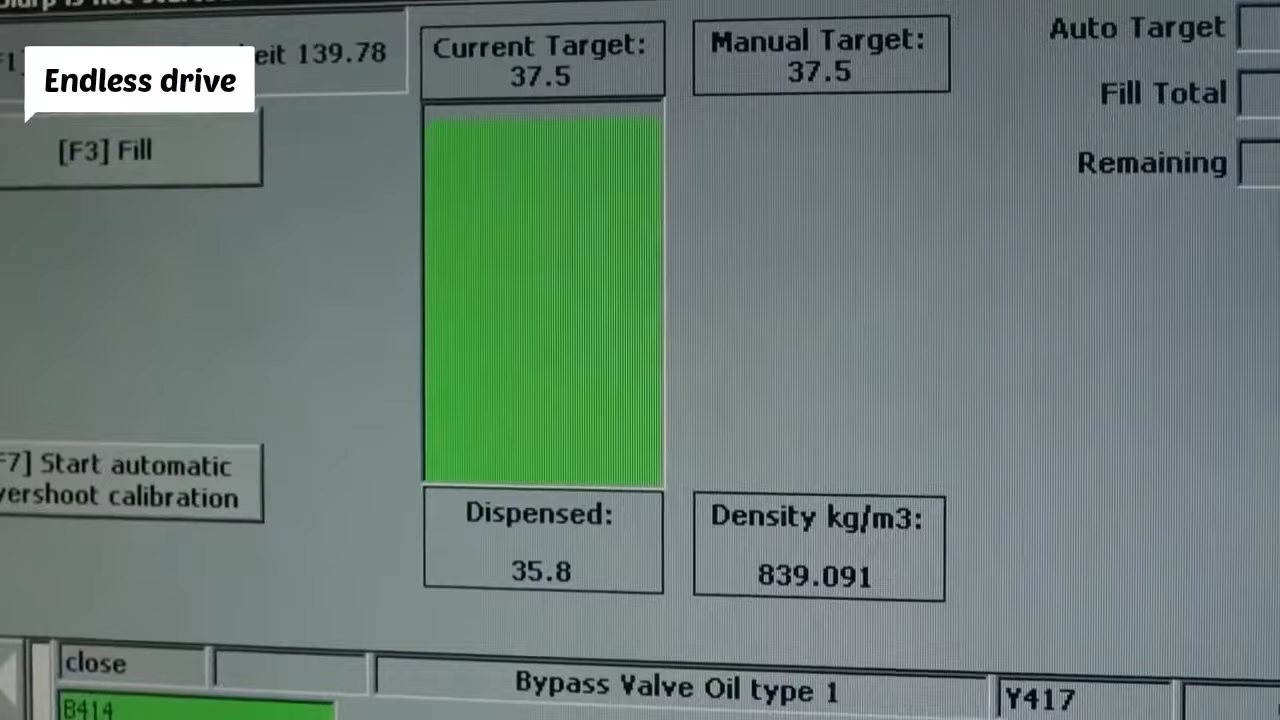 eit 139.78
Endless drive
[F3] Fill
Current Target:
37.5
Manual Target:
37.5
Auto Target
Fill Total
Remaining
F7] Start automatic
vershoot calibration
Dispensed:
35.8
Density kg/m3:
839.091
close
Bypass Valve Oil type 1
Y417
B414